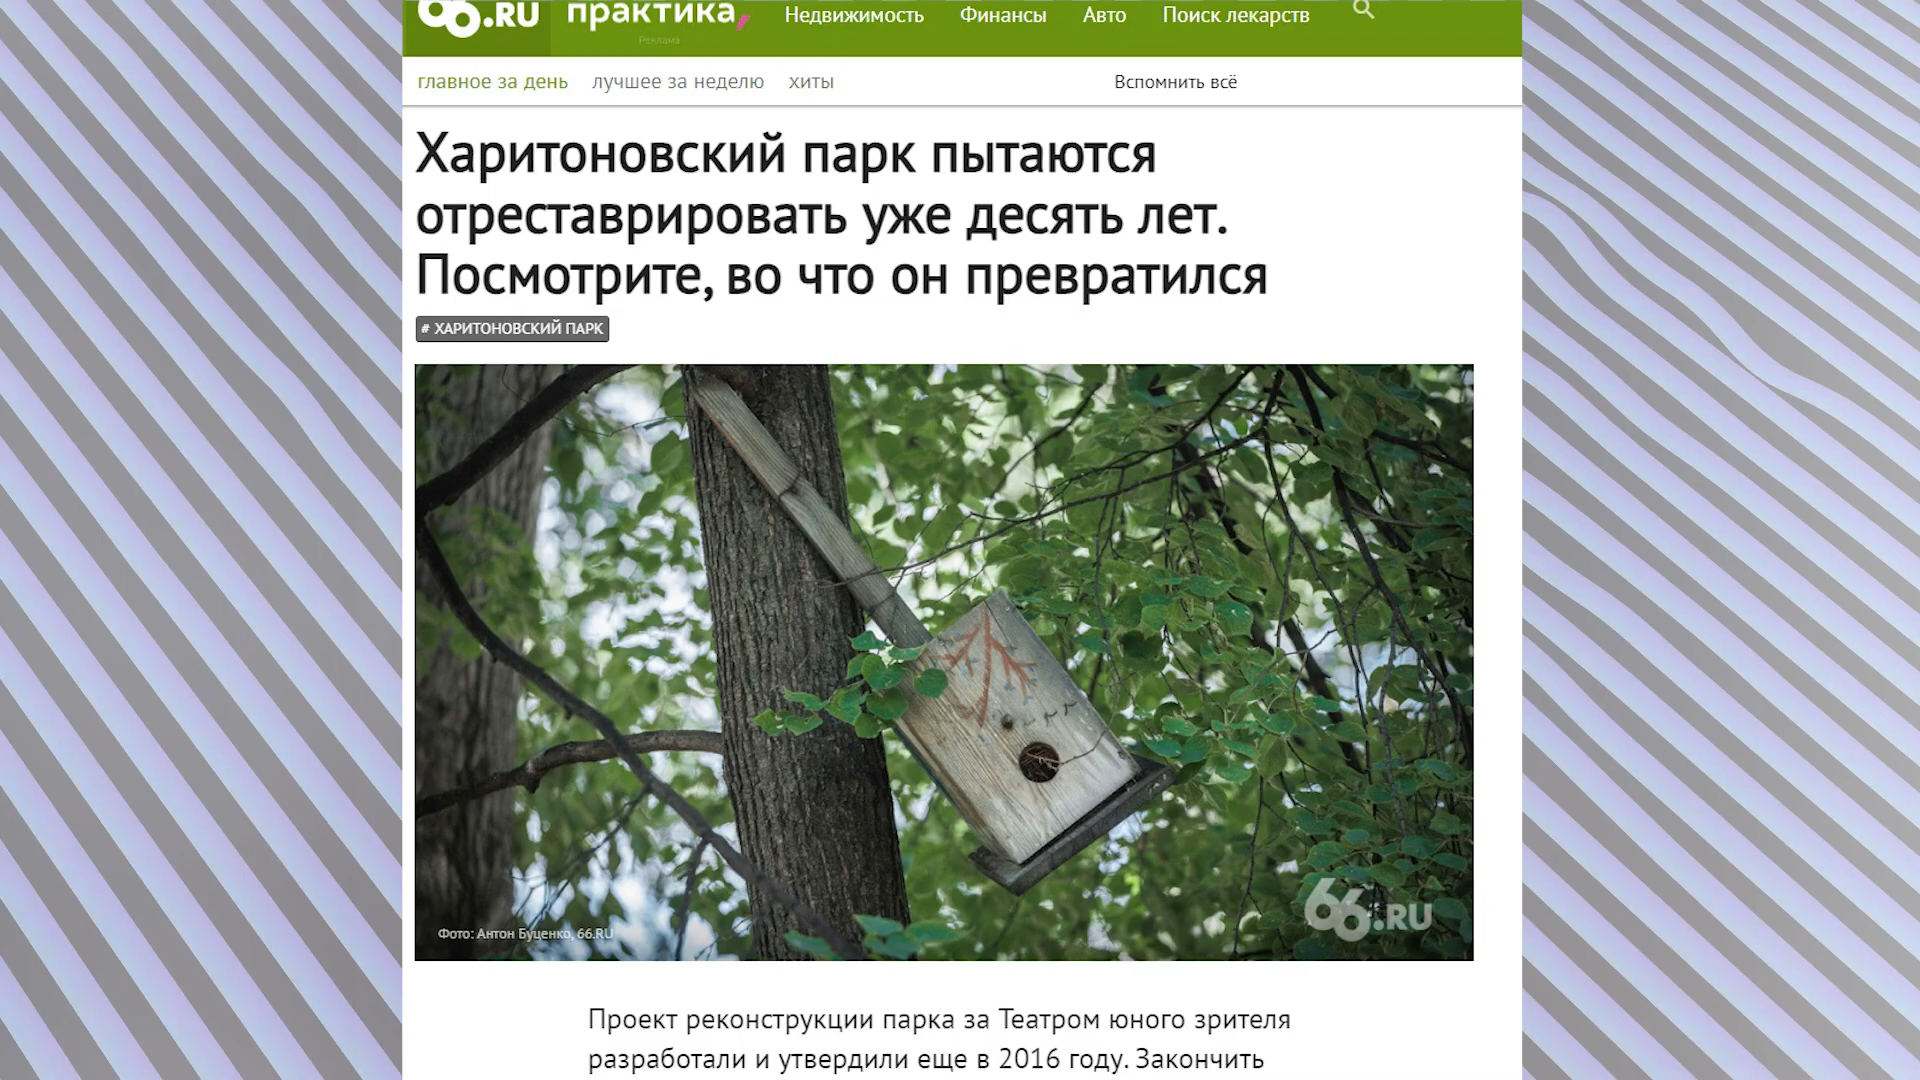 66.RU
практика,
Реклама
Недвижимость Финансы Авто Поиск лекарств
главное за день лучшее за неделю хиты Вспомнить всё
Харитоновский парк пытаются
отреставрировать уже десять лет.
Посмотрите, во что он превратился
# ХАРИТОНОВСКИЙ ПАРК
Фото: Антон Буценко, 66.RU
66.RU
Проект реконструкции парка за Театром юного зрителя
разработали и утвердили еще в 2016 году. Закончить